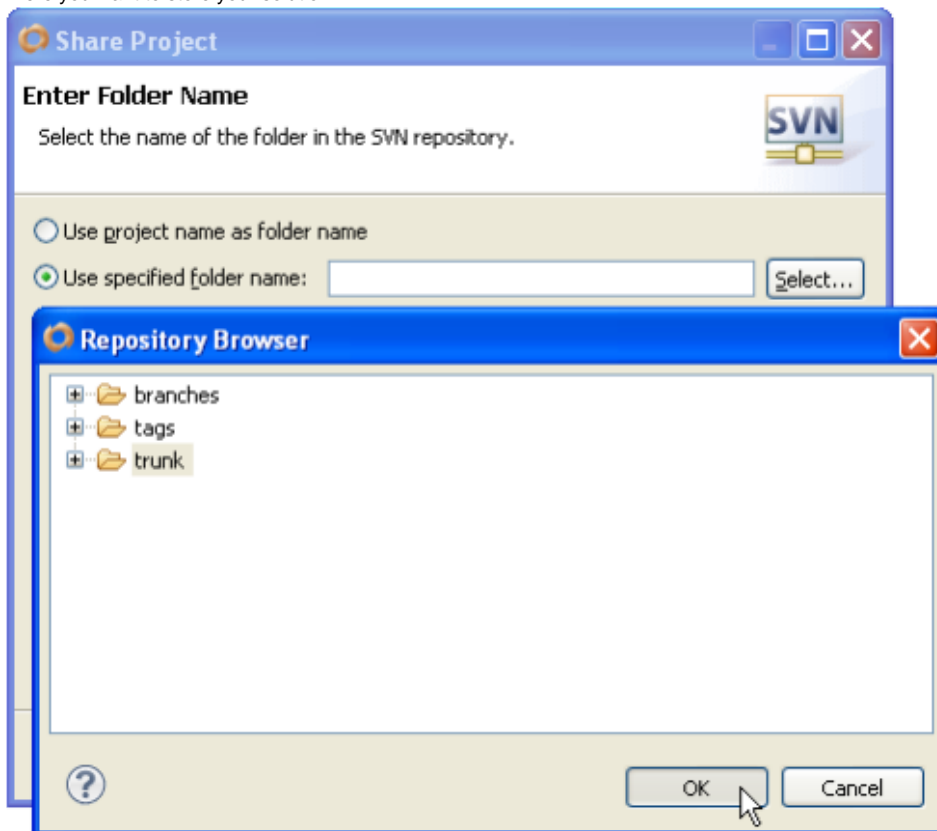 Share Project
Enter Folder Name
Select the name of the folder in the SVN repository.
SVN
Use project name as folder name
Use specified folder name:
Select...
Repository Browser
branches
tags
trunk
?
OK
Cancel